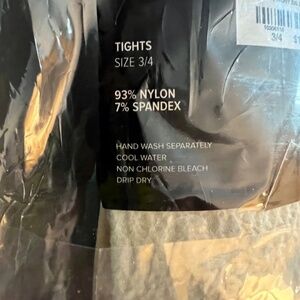 TIGHTS
SIZE 3/4
93% NYLON
7% SPANDEX
HAND WASH SEPARATELY
COOL WATER
NON CHLORINE BLEACH
DRIP DRY
3/4